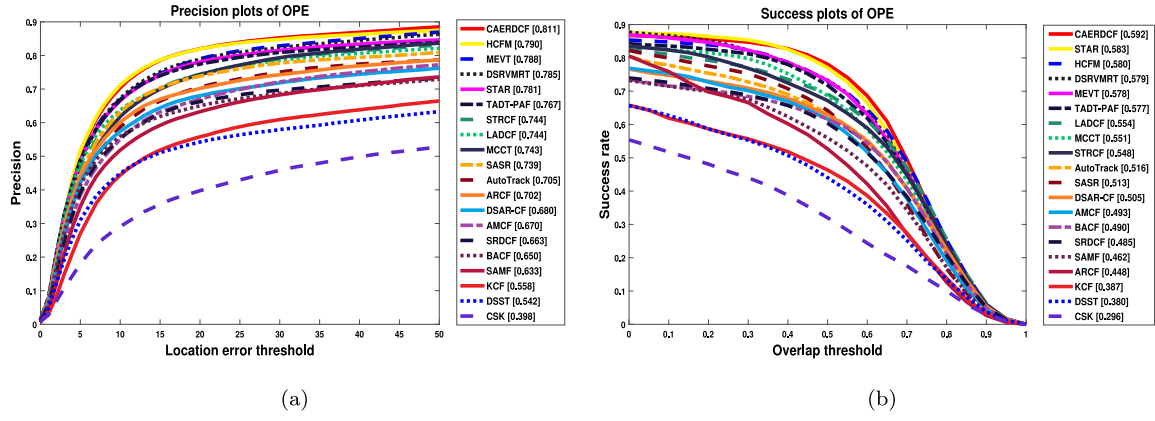 Precision plots of OPE
0.9
0.8
0.7
0.6
0.5
0.4
0.3
0.2
0.1
0
Precision
0 5 10 15 20 25 30 35 40 45 50
Location error threshold
CAERDCF [0.811]
HCFM [0.790]
MEVT [0.788]
DSRVMRT [0.785]
STAR [0.781]
TADT-PAF [0.767]
STRCF [0.744]
LADCF [0.744]
MCCT [0.743]
SASR [0.739]
AutoTrack [0.705]
ARCF [0.702]
DSAR-CF [0.680]
AMCF [0.670]
SRDCF [0.663]
BACF [0.650]
SAMF [0.633]
KCF [0.558]
DSST [0.542]
CSK [0.398]
(a)
Success plots of OPE
0.9
0.8
0.7
0.6
0.5
0.4
0.3
0.2
0.1
0
Success rate
0 0.1 0.2 0.3 0.4 0.5 0.6 0.7 0.8 0.9 1
Overlap threshold
CAERDCF [0.592]
STAR [0.583]
HCFM [0.580]
DSRVMRT [0.579]
MEVT [0.578]
TADT-PAF [0.577]
LADCF [0.554]
MCCT [0.551]
STRCF [0.548]
AutoTrack [0.516]
SASR [0.513]
DSAR-CF [0.505]
AMCF [0.493]
BACF [0.490]
SRDCF [0.485]
SAMF [0.462]
ARCF [0.448]
KCF [0.387]
DSST [0.380]
CSK [0.296]
(b)